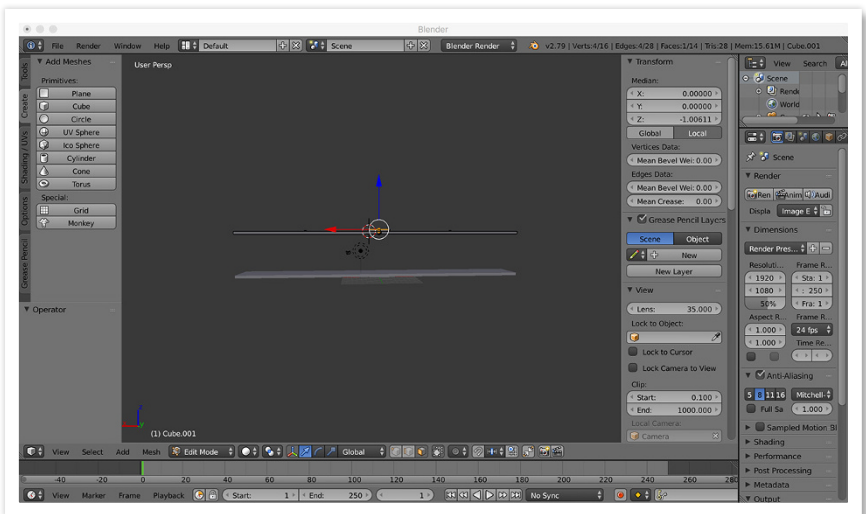 Blender
File Render Window Help Default Scene Blender Render v2.79 | Verts:4/16 | Edges:4/28 | Faces:1/14 | Tris:28 | Mem:15.61M | Cube.001
Tools
Create
Shading / UVs
Options
Grease Pencil
Add Meshes
Primitives:
Plane
Cube
Circle
UV Sphere
Ico Sphere
Cylinder
Cone
Torus
Special:
Grid
Monkey
Operator
User Persp
(1) Cube.001
Transform
Median:
X: 0.00000
Y: 0.00000
Z: -1.00611
Global Local
Vertices Data:
Mean Bevel Wei: 0.00
Edges Data:
Mean Bevel Wei: 0.00
Mean Crease: 0.00
Grease Pencil Layers
Scene Object
New
New Layer
View
Lens: 35.000
Lock to Object:
Lock to Cursor
Lock Camera to View
Clip:
Start: 0.100
End: 1000.000
Local Camera:
Camera
View Search Al
Scene
Rende
World
Scene
Render
Ren Anim Audi
Displa Image E
Dimensions
Render Pres...
Resoluti... Frame R...
1920 Sta: 1
1080 : 250
50% Fra: 1
Aspect R... Frame R...
1.000 24 fps
1.000 Time Re...
Anti-Aliasing
5 8 11 16 Mitchell-
Full Sa 1.000
Sampled Motion Bl
Shading
Performance
Post Processing
Metadata
Output
View Select Add Mesh Edit Mode Global
-40 -20 0 20 40 60 80 100 120 140 160 180 200 220 240 260 280
View Marker Frame Playback Start: 1 End: 250 1 No Sync